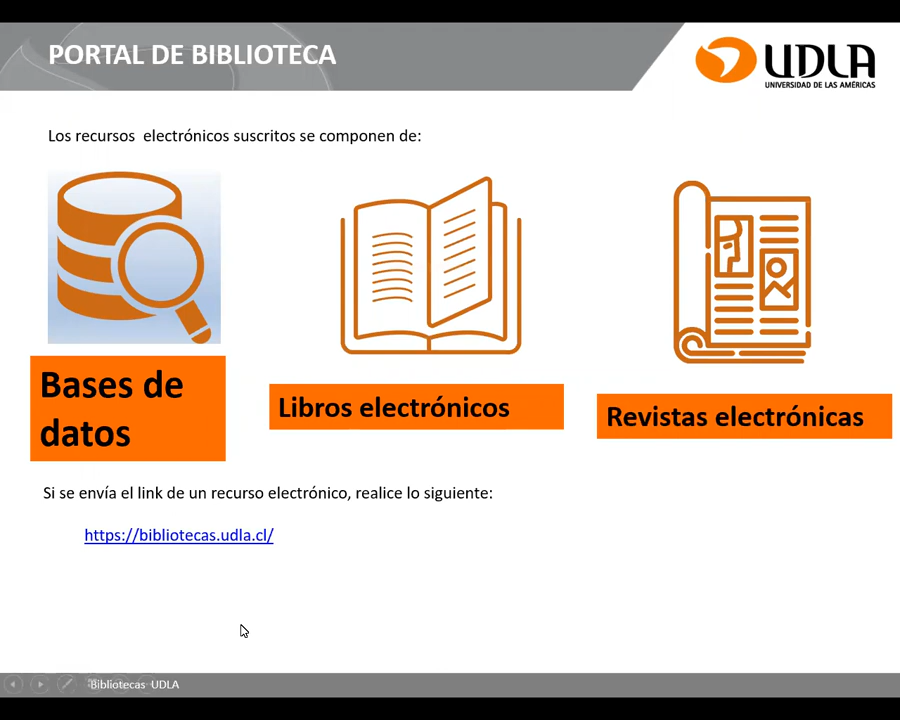 PORTAL DE BIBLIOTECA
UDLA
UNIVERSIDAD DE LAS AMÉRICAS
Los recursos electrónicos suscritos se componen de:
Bases de
datos
Libros electrónicos
Revistas electrónicas
Si se envía el link de un recurso electrónico, realice lo siguiente:
https://bibliotecas.udla.cl/
Bibliotecas UDLA